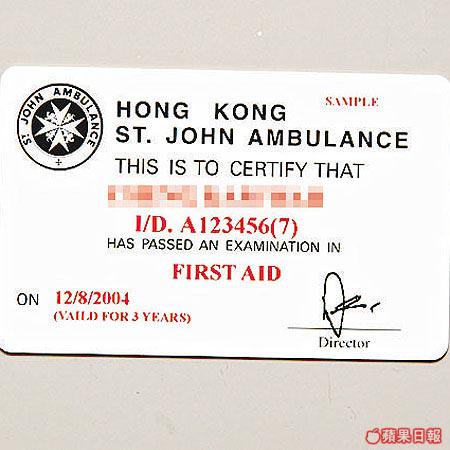 ST JOHN AMBULANCE
SAMPLE
HONG KONG
ST. JOHN AMBULANCE
THIS IS TO CERTIFY THAT
I/D. A123456(7)
HAS PASSED AN EXAMINATION IN
FIRST AID
ON 12/8/2004
(VAILD FOR 3 YEARS)
Director
蘋果日報